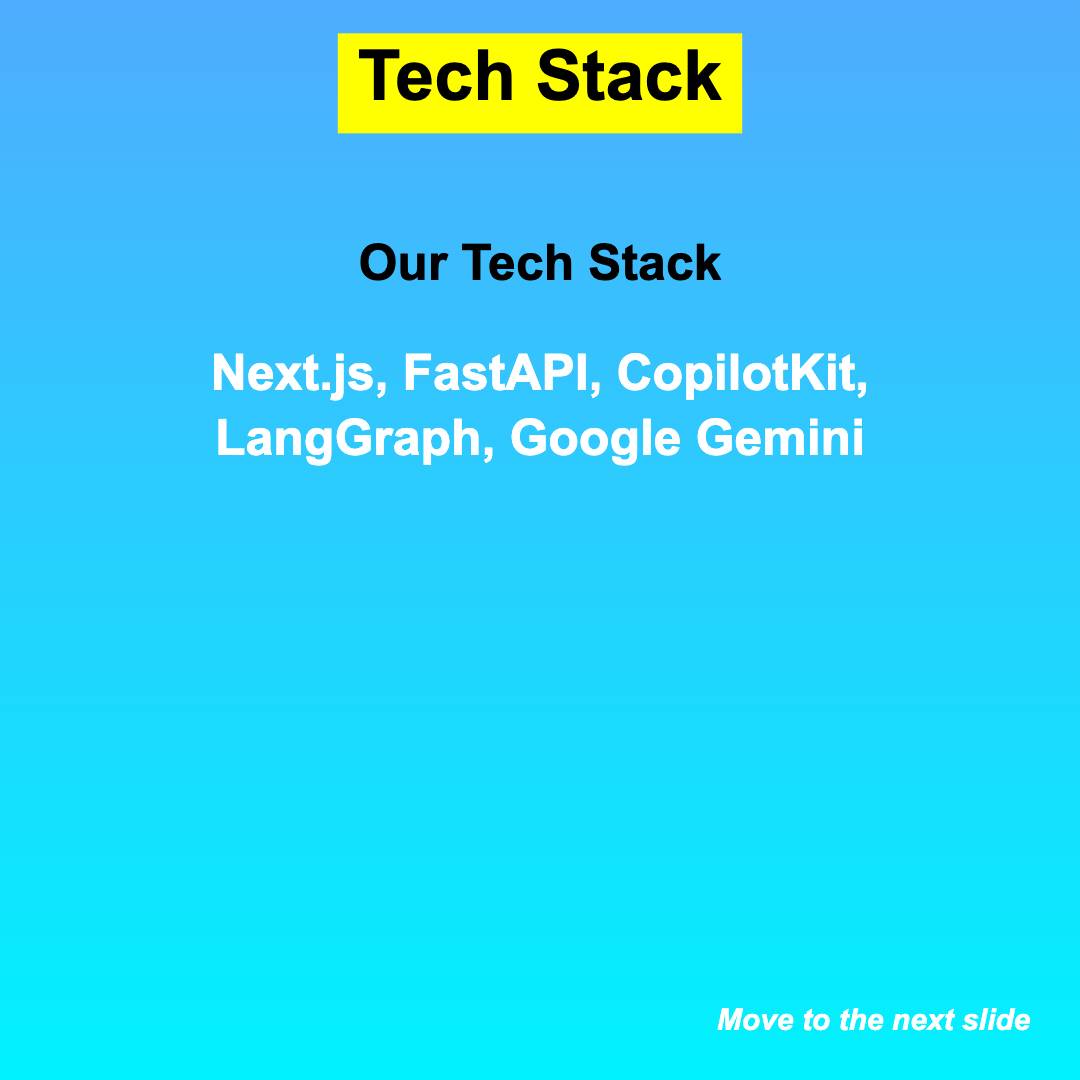 Tech Stack
Our Tech Stack
Next.js, FastAPI, CopilotKit,
LangGraph, Google Gemini
Move to the next slide